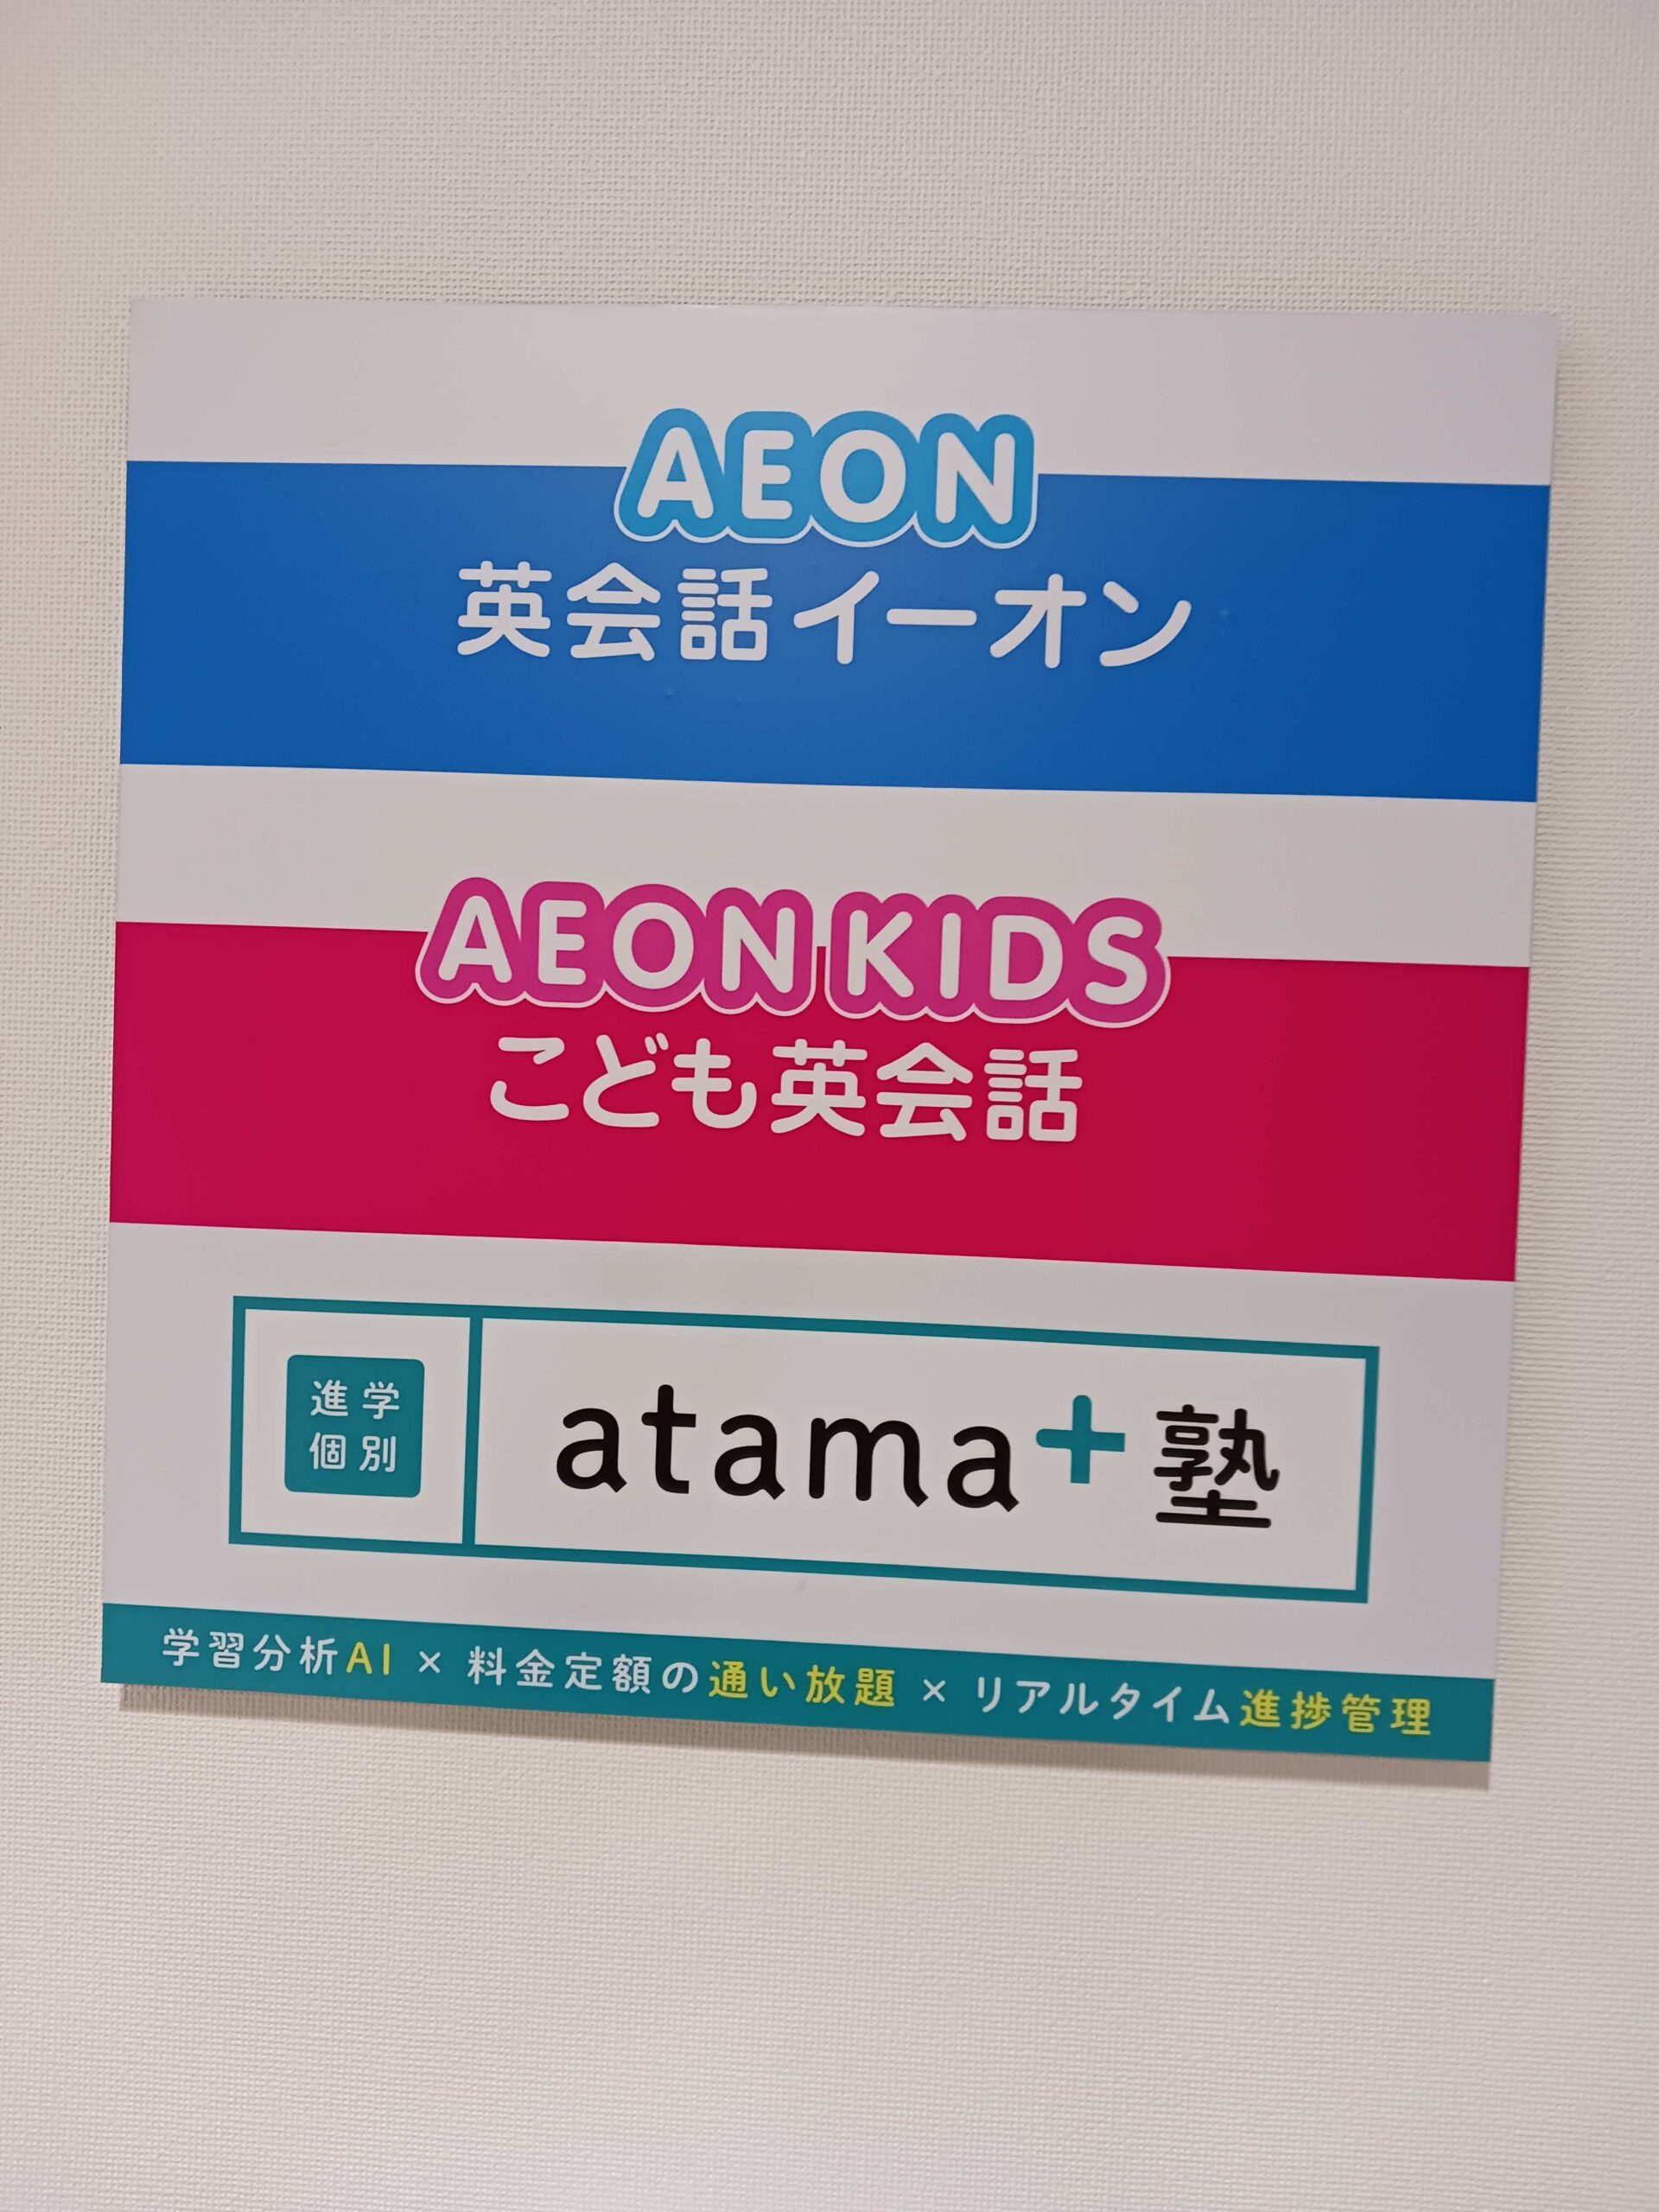 AEON
英会話イーオン
AEON KIDS
こども英会話
進学
個別
atama+塾
学習分析AI × 料金定額の通い放題 × リアルタイム進捗管理